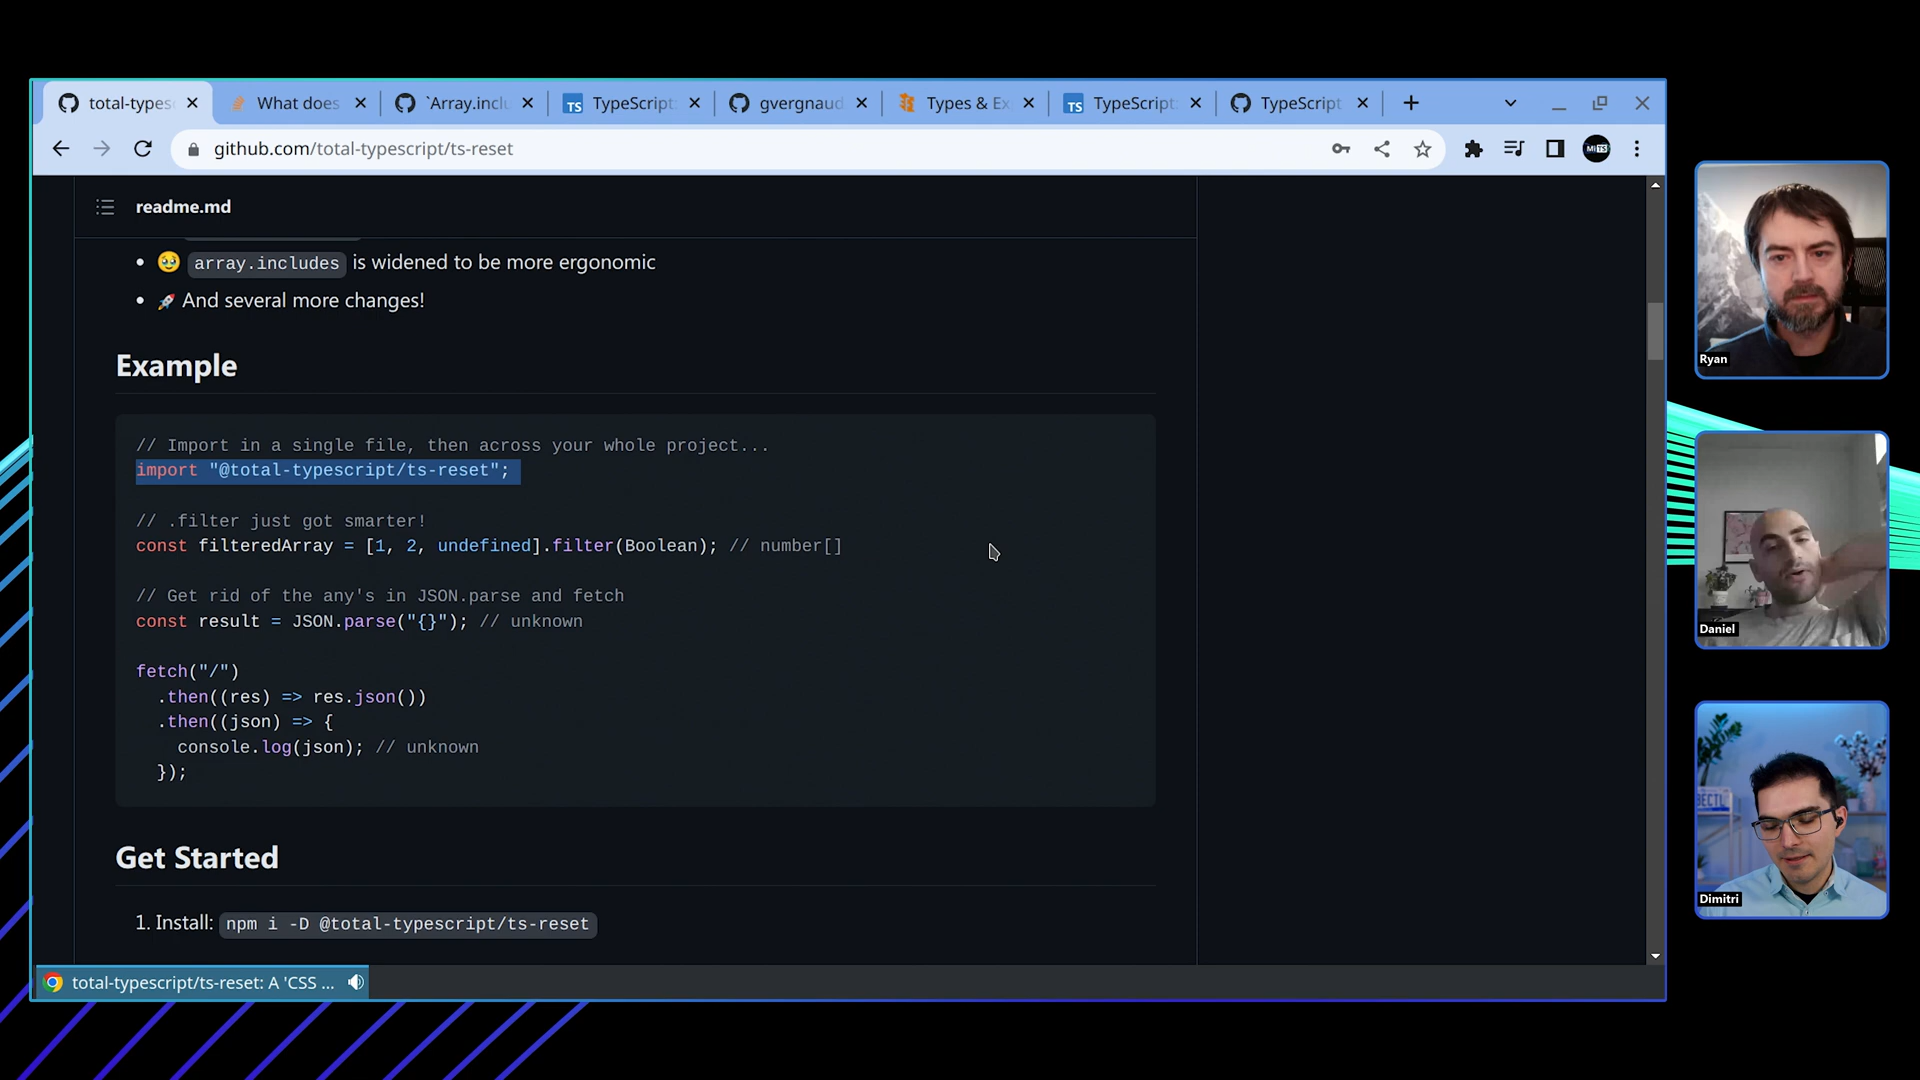 total-types
What does
`Array.inclu
TypeScript:
gvergnaud
Types & Ex
TypeScript:
TypeScript
github.com/total-typescript/ts-reset
MiTS
readme.md
array.includes is widened to be more ergonomic
And several more changes!
Example
// Import in a single file, then across your whole project...
import "@total-typescript/ts-reset";
// .filter just got smarter!
const filteredArray = [1, 2, undefined].filter(Boolean); // number[]
// Get rid of the any's in JSON.parse and fetch
const result = JSON.parse("{}"); // unknown
fetch("/")
.then((res) => res.json())
.then((json) => {
console.log(json); // unknown
});
Get Started
1. Install: npm i -D @total-typescript/ts-reset
total-typescript/ts-reset: A 'CSS ...
Ryan
Daniel
Dimitri